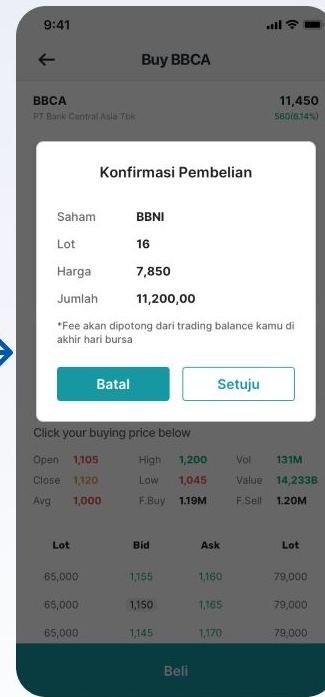 9:41
Buy BBCA
BBCA 11,450
PT Bank Central Asia Tbk 560(6.14%)
Konfirmasi Pembelian
Saham BBNI
Lot 16
Harga 7,850
Jumlah 11,200,00
*Fee akan dipotong dari trading balance kamu di
akhir hari bursa
Batal Setuju
Click your buying price below
Open 1,105 High 1,200 Vol 131M
Close 1,120 Low 1,045 Value 14,233B
Avg 1,000 F.Buy 1.19M F.Sell 1.20M
Lot Bid Ask Lot
65,000 1,155 1,160 79,000
65,000 1,150 1,165 79,000
65,000 1,145 1,170 79,000
Beli